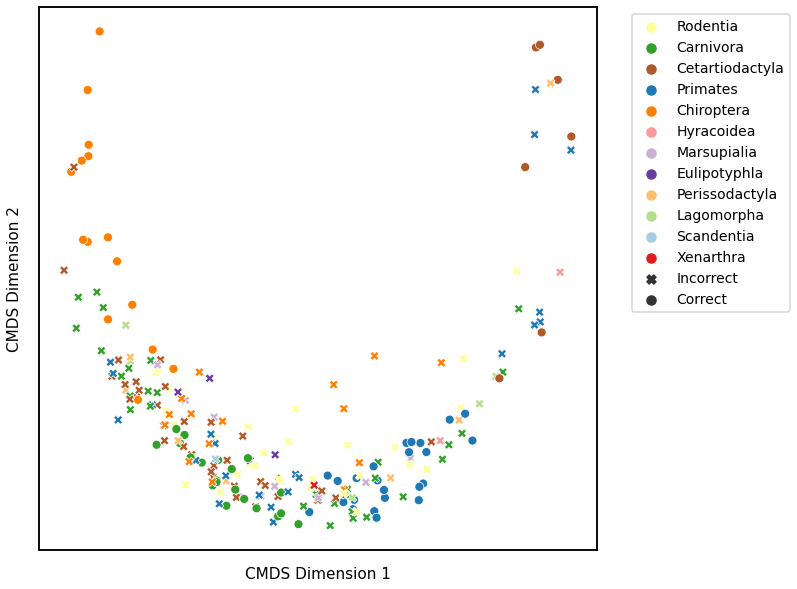 Rodentia
Carnivora
Cetartiodactyla
Primates
Chiroptera
Hyracoidea
Marsupialia
Eulipotyphla
Perissodactyla
Lagomorpha
Scandentia
Xenarthra
Incorrect
Correct
CMDS Dimension 2
CMDS Dimension 1